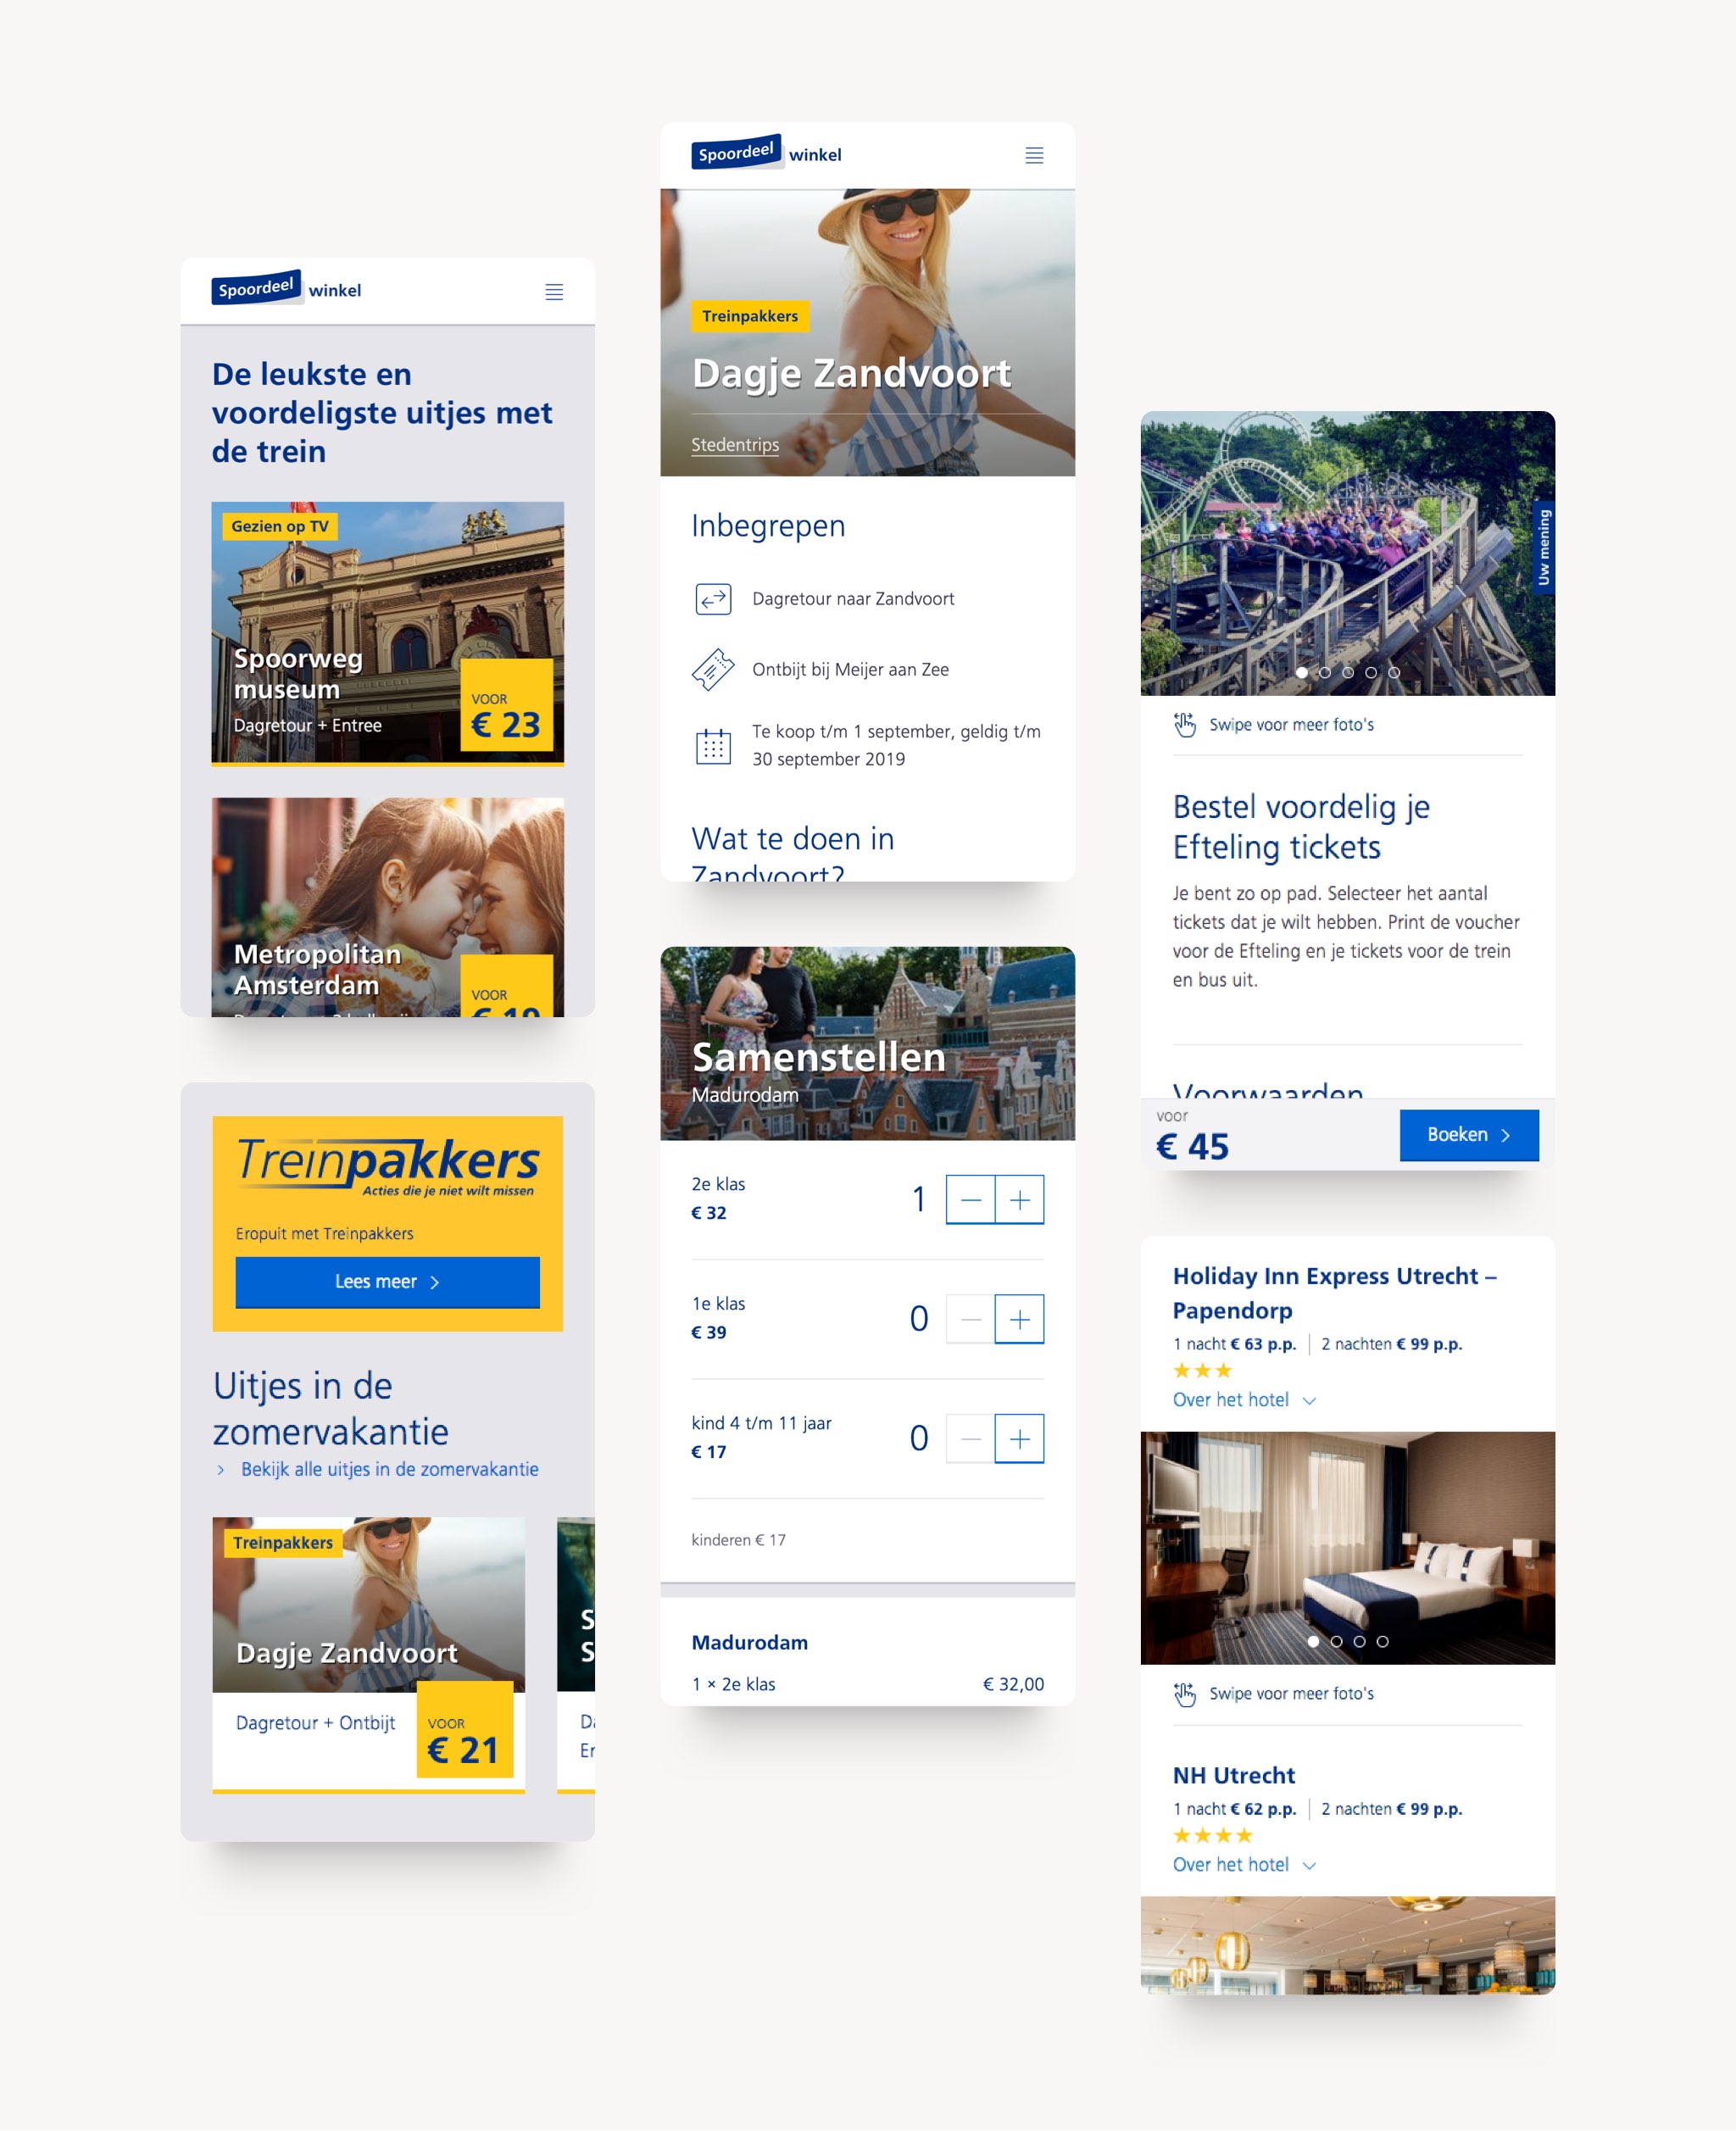 Spoordeel winkel
De leukste en
voordeligste uitjes met
de trein
Gezien op TV
Spoorweg
museum
Dagretour + Entree
VOOR
€ 23
Metropolitan
Amsterdam
VOOR
€ 19
Treinpakkers
Acties die je niet wilt missen
Eropuit met Treinpakkers
Lees meer
Uitjes in de
zomervakantie
Bekijk alle uitjes in de zomervakantie
Treinpakkers
Dagje Zandvoort
Dagretour + Ontbijt
VOOR
€ 21
S
S
Spoordeel winkel
Treinpakkers
Dagje Zandvoort
Stedentrips
Inbegrepen
Dagretour naar Zandvoort
Ontbijt bij Meijer aan Zee
Te koop t/m 1 september, geldig t/m
30 september 2019
Wat te doen in
Zandvoort?
Samenstellen
Madurodam
2e klas
€ 32
1
1e klas
€ 39
0
kind 4 t/m 11 jaar
€ 17
0
kinderen € 17
Madurodam
1 × 2e klas € 32,00
Uw mening
Swipe voor meer foto's
Bestel voordelig je
Efteling tickets
Je bent zo op pad. Selecteer het aantal
tickets dat je wilt hebben. Print de voucher
voor de Efteling en je tickets voor de trein
en bus uit.
Voorwaarden
voor
€ 45
Boeken
Holiday Inn Express Utrecht –
Papendorp
1 nacht € 63 p.p. | 2 nachten € 99 p.p.
Over het hotel
Swipe voor meer foto's
NH Utrecht
1 nacht € 62 p.p. | 2 nachten € 99 p.p.
Over het hotel